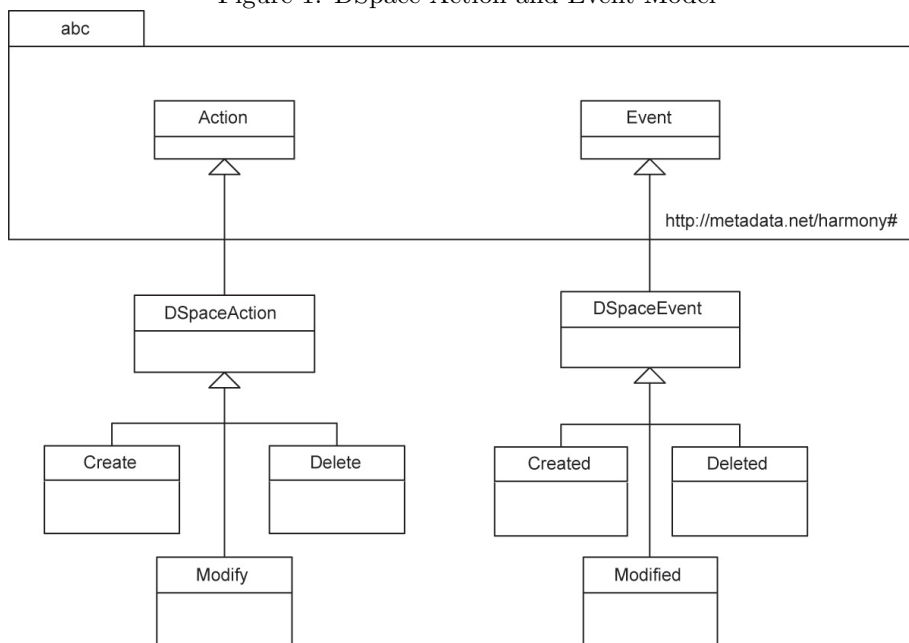 Figure 1: DSpace Action and Event Model
abc
Action
Event
http://metadata.net/harmony#
DSpaceAction
DSpaceEvent
Create
Delete
Created
Deleted
Modify
Modified